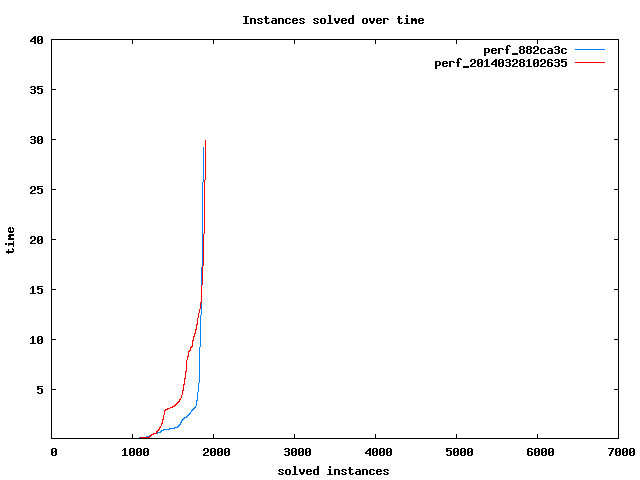 Instances solved over time
perf_882ca3c
perf_20140328102635
40
35
30
25
20
15
10
5
time
0 1000 2000 3000 4000 5000 6000 7000
solved instances